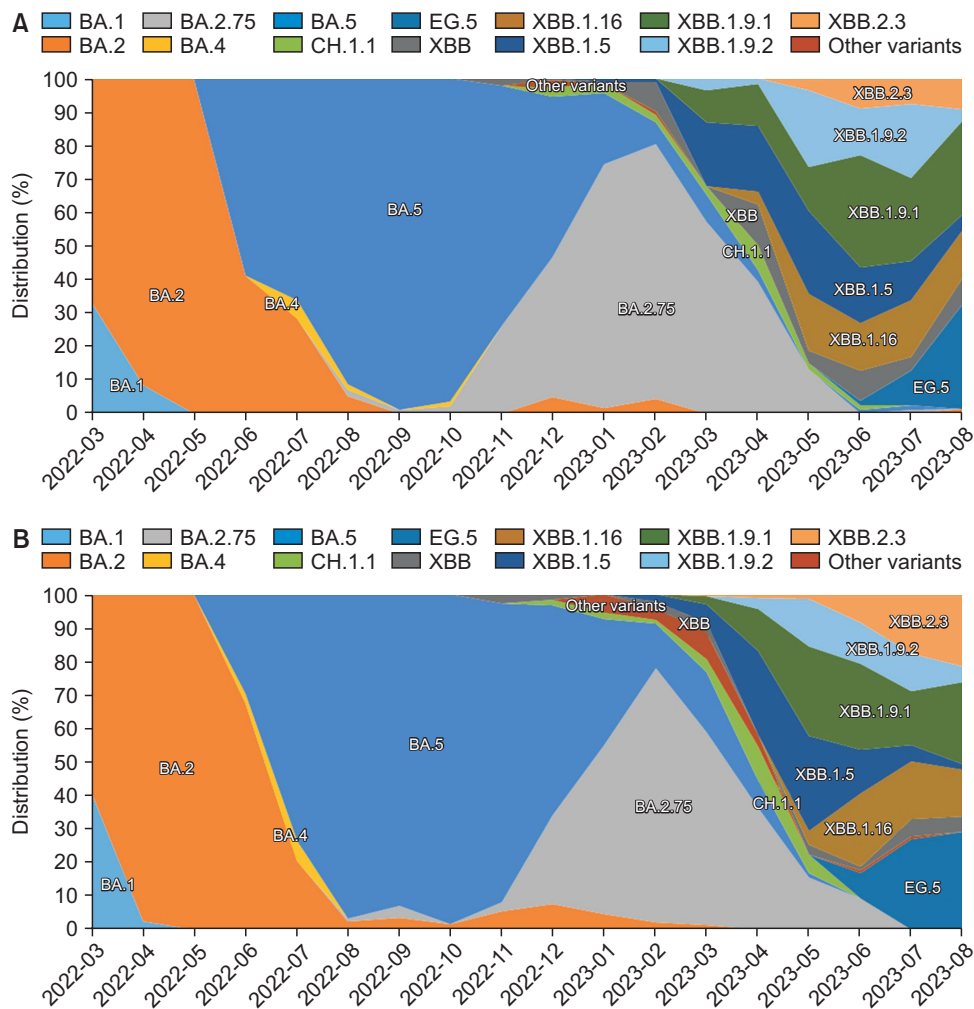 A
BA.1 BA.2.75 BA.5 EG.5 XBB.1.16 XBB.1.9.1 XBB.2.3
BA.2 BA.4 CH.1.1 XBB XBB.1.5 XBB.1.9.2 Other variants
Distribution (%)
100
90
80
70
60
50
40
30
20
10
0
Other variants
XBB.2.3
XBB.1.9.2
BA.5
XBB
XBB.1.9.1
CH.1.1
BA.2
BA.4
BA.2.75
XBB.1.5
XBB.1.16
BA.1
EG.5
2022-03 2022-04 2022-05 2022-06 2022-07 2022-08 2022-09 2022-10 2022-11 2022-12 2023-01 2023-02 2023-03 2023-04 2023-05 2023-06 2023-07 2023-08
B
BA.1 BA.2.75 BA.5 EG.5 XBB.1.16 XBB.1.9.1 XBB.2.3
BA.2 BA.4 CH.1.1 XBB XBB.1.5 XBB.1.9.2 Other variants
Distribution (%)
100
90
80
70
60
50
40
30
20
10
0
Other variants
XBB
XBB.2.3
XBB.1.9.2
XBB.1.9.1
BA.5
BA.2
XBB.1.5
BA.2.75
CH.1.1
BA.4
XBB.1.16
BA.1
EG.5
2022-03 2022-04 2022-05 2022-06 2022-07 2022-08 2022-09 2022-10 2022-11 2022-12 2023-01 2023-02 2023-03 2023-04 2023-05 2023-06 2023-07 2023-08